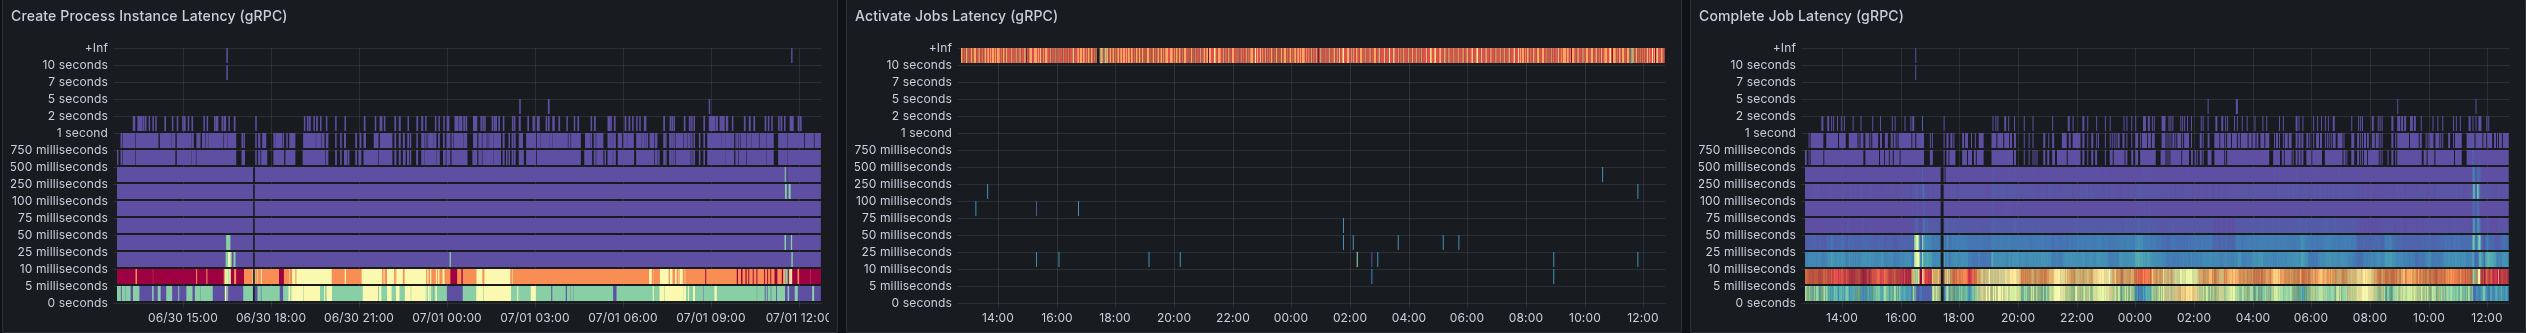 Create Process Instance Latency (gRPC)
+Inf
10 seconds
7 seconds
5 seconds
2 seconds
1 second
750 milliseconds
500 milliseconds
250 milliseconds
100 milliseconds
75 milliseconds
50 milliseconds
25 milliseconds
10 milliseconds
5 milliseconds
0 seconds
06/30 15:00 06/30 18:00 06/30 21:00 07/01 00:00 07/01 03:00 07/01 06:00 07/01 09:00 07/01 12:00
Activate Jobs Latency (gRPC)
+Inf
10 seconds
7 seconds
5 seconds
2 seconds
1 second
750 milliseconds
500 milliseconds
250 milliseconds
100 milliseconds
75 milliseconds
50 milliseconds
25 milliseconds
10 milliseconds
5 milliseconds
0 seconds
14:00 16:00 18:00 20:00 22:00 00:00 02:00 04:00 06:00 08:00 10:00 12:00
Complete Job Latency (gRPC)
+Inf
10 seconds
7 seconds
5 seconds
2 seconds
1 second
750 milliseconds
500 milliseconds
250 milliseconds
100 milliseconds
75 milliseconds
50 milliseconds
25 milliseconds
10 milliseconds
5 milliseconds
0 seconds
14:00 16:00 18:00 20:00 22:00 00:00 02:00 04:00 06:00 08:00 10:00 12:00